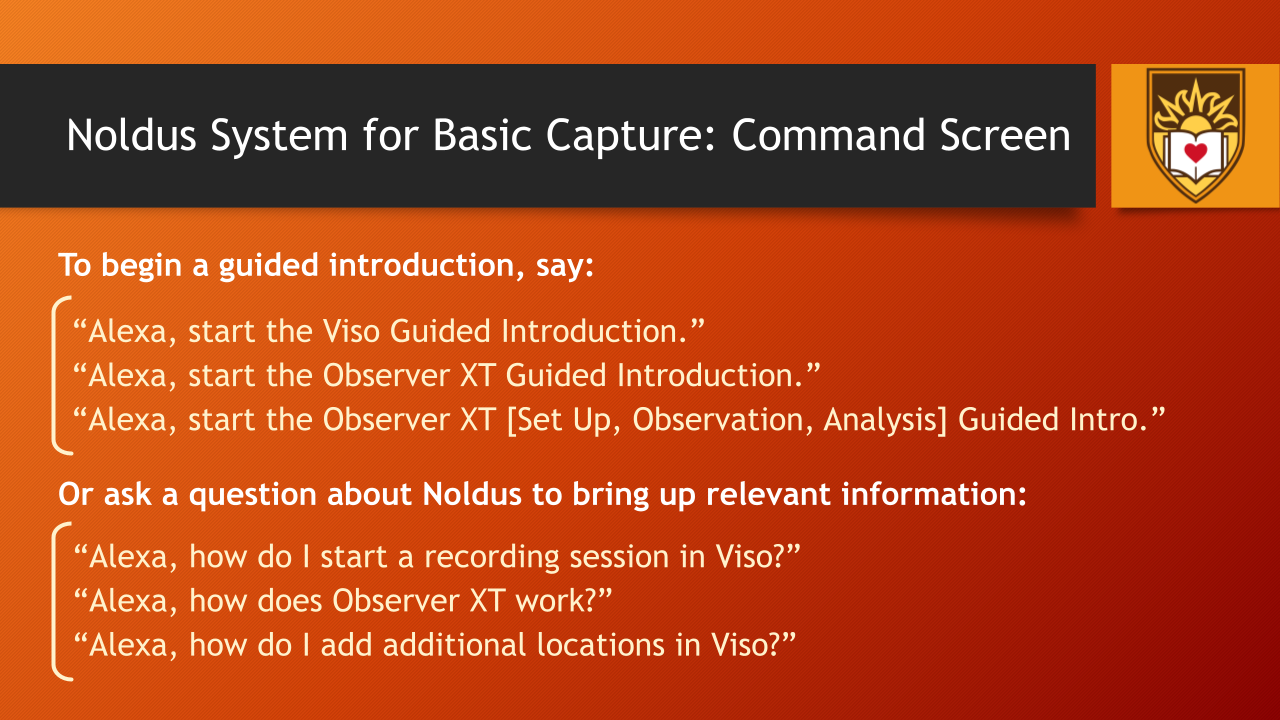 Noldus System for Basic Capture: Command Screen
To begin a guided introduction, say:
“Alexa, start the Viso Guided Introduction.”
“Alexa, start the Observer XT Guided Introduction.”
“Alexa, start the Observer XT [Set Up, Observation, Analysis] Guided Intro.”
Or ask a question about Noldus to bring up relevant information:
“Alexa, how do I start a recording session in Viso?”
“Alexa, how does Observer XT work?”
“Alexa, how do I add additional locations in Viso?”